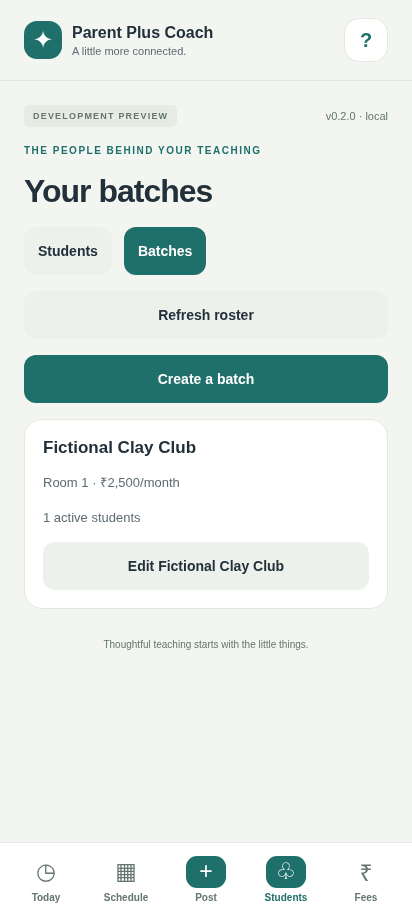 Parent Plus Coach
A little more connected.
?
DEVELOPMENT PREVIEW
v0.2.0 · local
THE PEOPLE BEHIND YOUR TEACHING
Your batches
Students
Batches
Refresh roster
Create a batch
Fictional Clay Club
Room 1 · ₹2,500/month
1 active students
Edit Fictional Clay Club
Thoughtful teaching starts with the little things.
Today
Schedule
+
Post
Students
₹
Fees